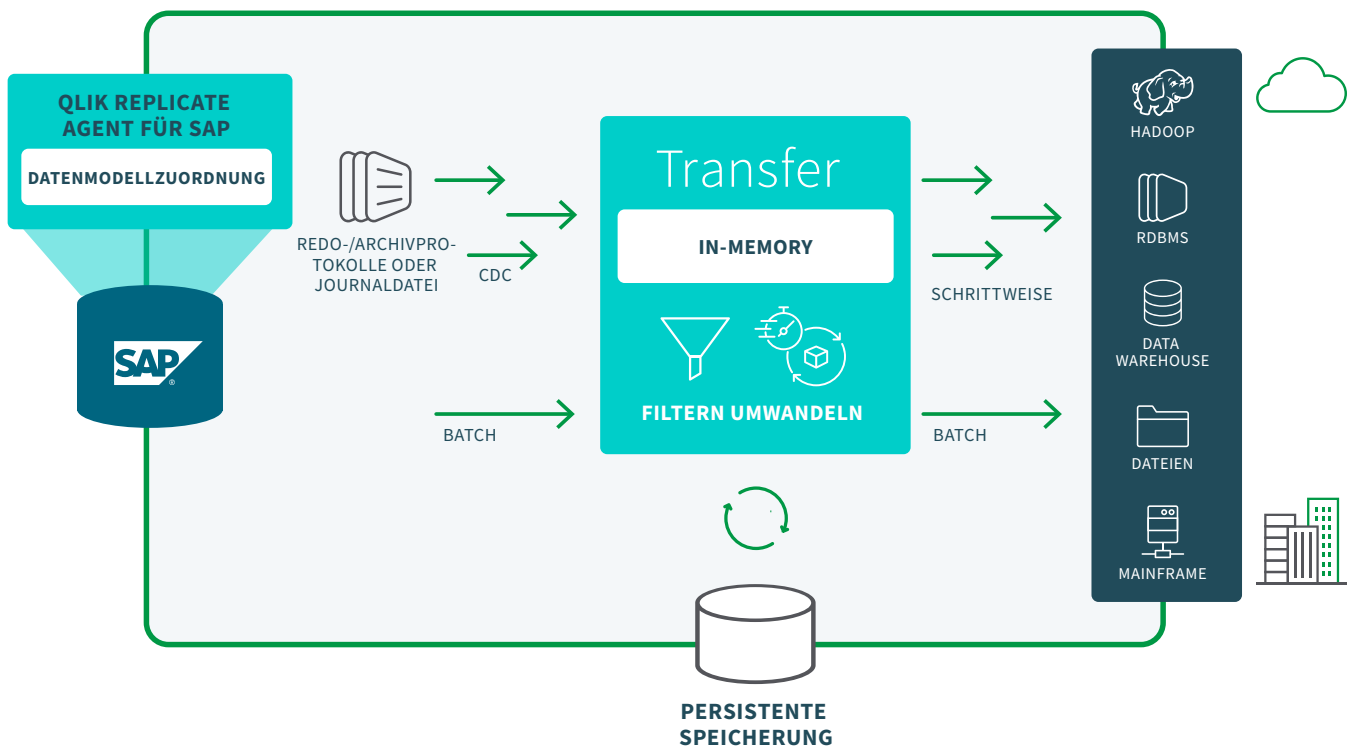 QLIK REPLICATE
AGENT FÜR SAP
DATENMODELLZUORDNUNG
SAP
®
REDO-/ARCHIVPRO-
TOKOLLE ODER
JOURNALDATEI
CDC
BATCH
Transfer
IN-MEMORY
FILTERN UMWANDELN
SCHRITTWEISE
BATCH
HADOOP
RDBMS
DATA
WAREHOUSE
DATEIEN
MAINFRAME
PERSISTENTE
SPEICHERUNG